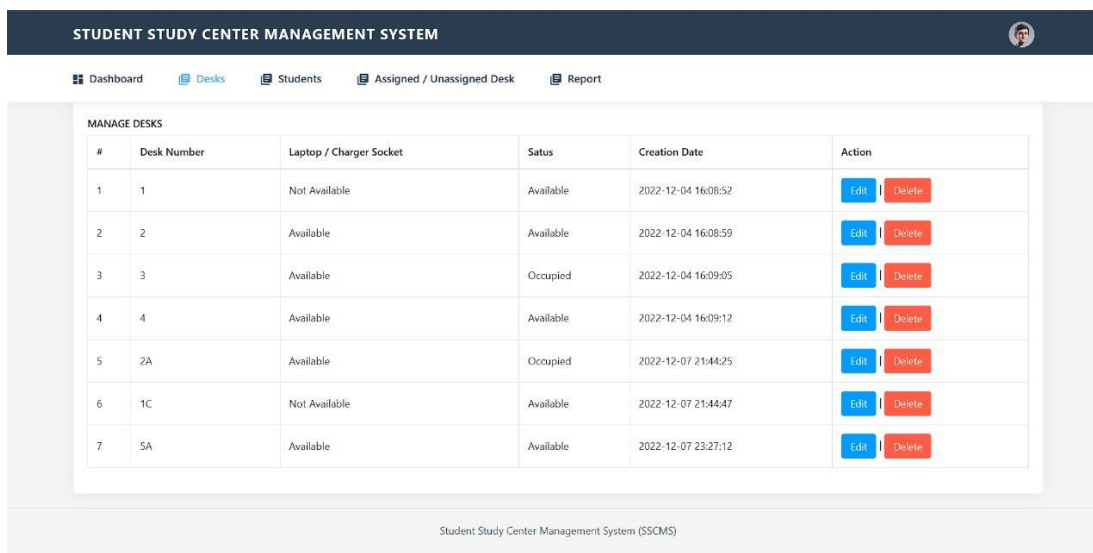 STUDENT STUDY CENTER MANAGEMENT SYSTEM
Dashboard Desks Students Assigned / Unassigned Desk Report
MANAGE DESKS
# Desk Number Laptop / Charger Socket Satus Creation Date Action
1 1 Not Available Available 2022-12-04 16:08:52 Edit | Delete
2 2 Available Available 2022-12-04 16:08:59 Edit | Delete
3 3 Available Occupied 2022-12-04 16:09:05 Edit | Delete
4 4 Available Available 2022-12-04 16:09:12 Edit | Delete
5 2A Available Occupied 2022-12-07 21:44:25 Edit | Delete
6 1C Not Available Available 2022-12-07 21:44:47 Edit | Delete
7 5A Available Available 2022-12-07 23:27:12 Edit | Delete
Student Study Center Management System (SSCMS)